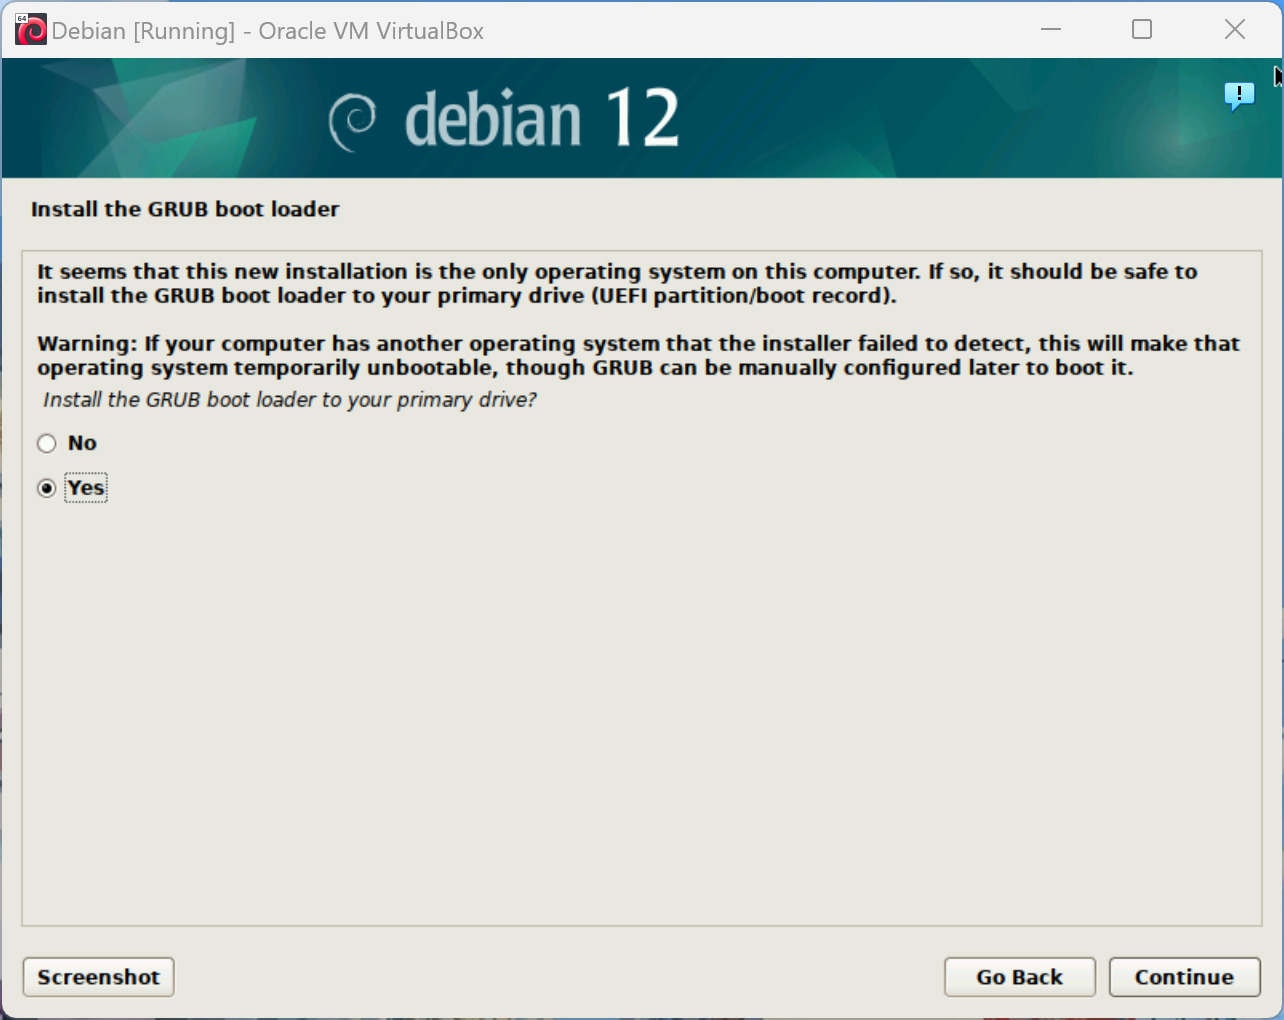 64
Debian [Running] - Oracle VM VirtualBox
debian 12
!
Install the GRUB boot loader
It seems that this new installation is the only operating system on this computer. If so, it should be safe to
install the GRUB boot loader to your primary drive (UEFI partition/boot record).
Warning: If your computer has another operating system that the installer failed to detect, this will make that
operating system temporarily unbootable, though GRUB can be manually configured later to boot it.
Install the GRUB boot loader to your primary drive?
No
Yes
Screenshot
Go Back
Continue